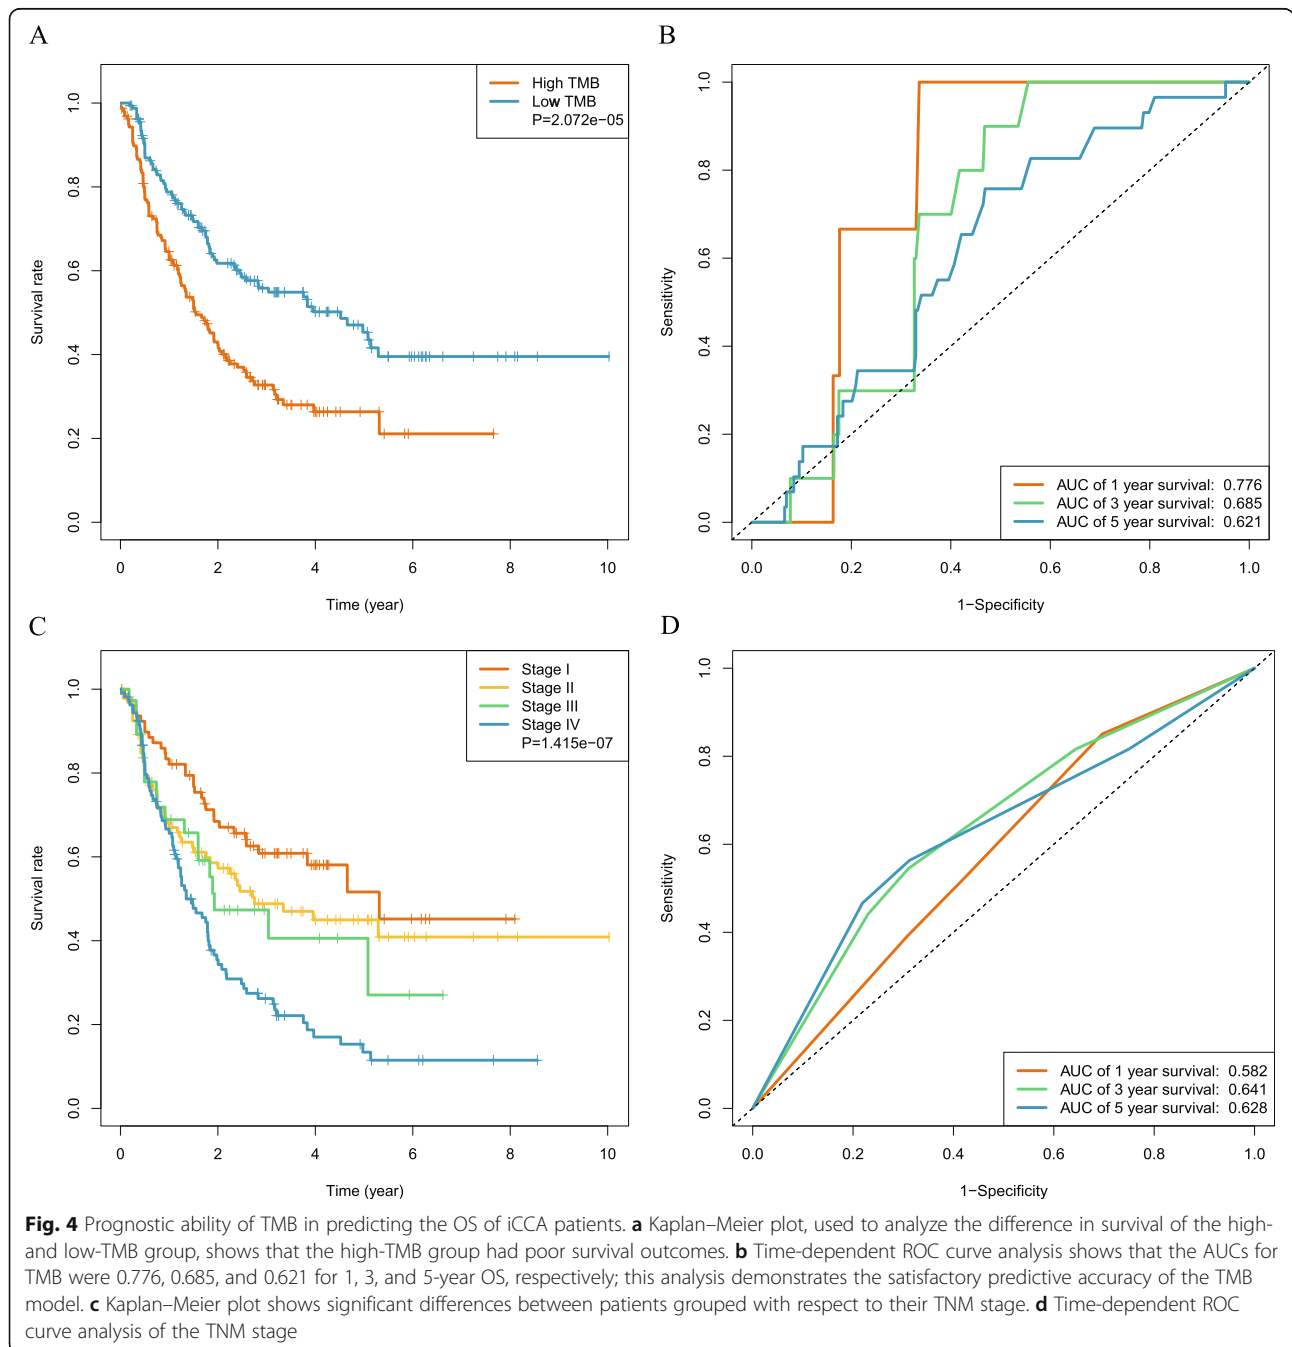 A
High TMB
Low TMB
P=2.072e−05
Survival rate
0.0 0.2 0.4 0.6 0.8 1.0
0 2 4 6 8 10
Time (year)
B
Sensitivity
0.0 0.2 0.4 0.6 0.8 1.0
AUC of 1 year survival: 0.776
AUC of 3 year survival: 0.685
AUC of 5 year survival: 0.621
0.0 0.2 0.4 0.6 0.8 1.0
1−Specificity
C
Stage I
Stage II
Stage III
Stage IV
P=1.415e−07
Survival rate
0.0 0.2 0.4 0.6 0.8 1.0
0 2 4 6 8 10
Time (year)
D
Sensitivity
0.0 0.2 0.4 0.6 0.8 1.0
AUC of 1 year survival: 0.582
AUC of 3 year survival: 0.641
AUC of 5 year survival: 0.628
0.0 0.2 0.4 0.6 0.8 1.0
1−Specificity
Fig. 4 Prognostic ability of TMB in predicting the OS of iCCA patients. a Kaplan–Meier plot, used to analyze the difference in survival of the high-
and low-TMB group, shows that the high-TMB group had poor survival outcomes. b Time-dependent ROC curve analysis shows that the AUCs for
TMB were 0.776, 0.685, and 0.621 for 1, 3, and 5-year OS, respectively; this analysis demonstrates the satisfactory predictive accuracy of the TMB
model. c Kaplan–Meier plot shows significant differences between patients grouped with respect to their TNM stage. d Time-dependent ROC
curve analysis of the TNM stage